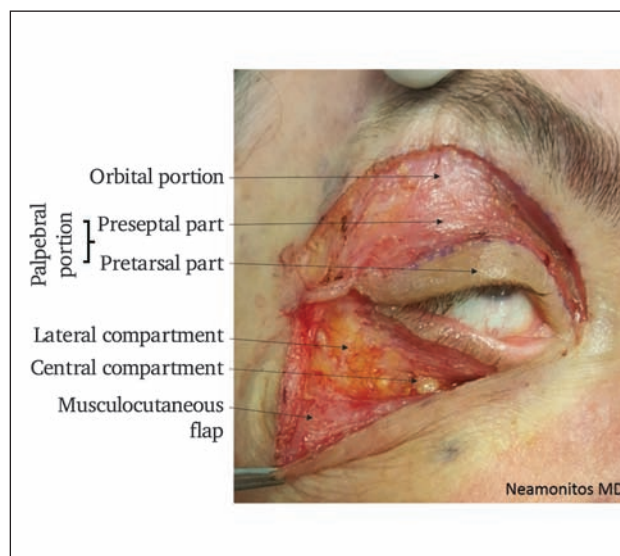 Orbital portion
Palpebral
portion
Preseptal part
Pretarsal part
Lateral compartment
Central compartment
Musculocutaneous
flap
Neamonitos MD